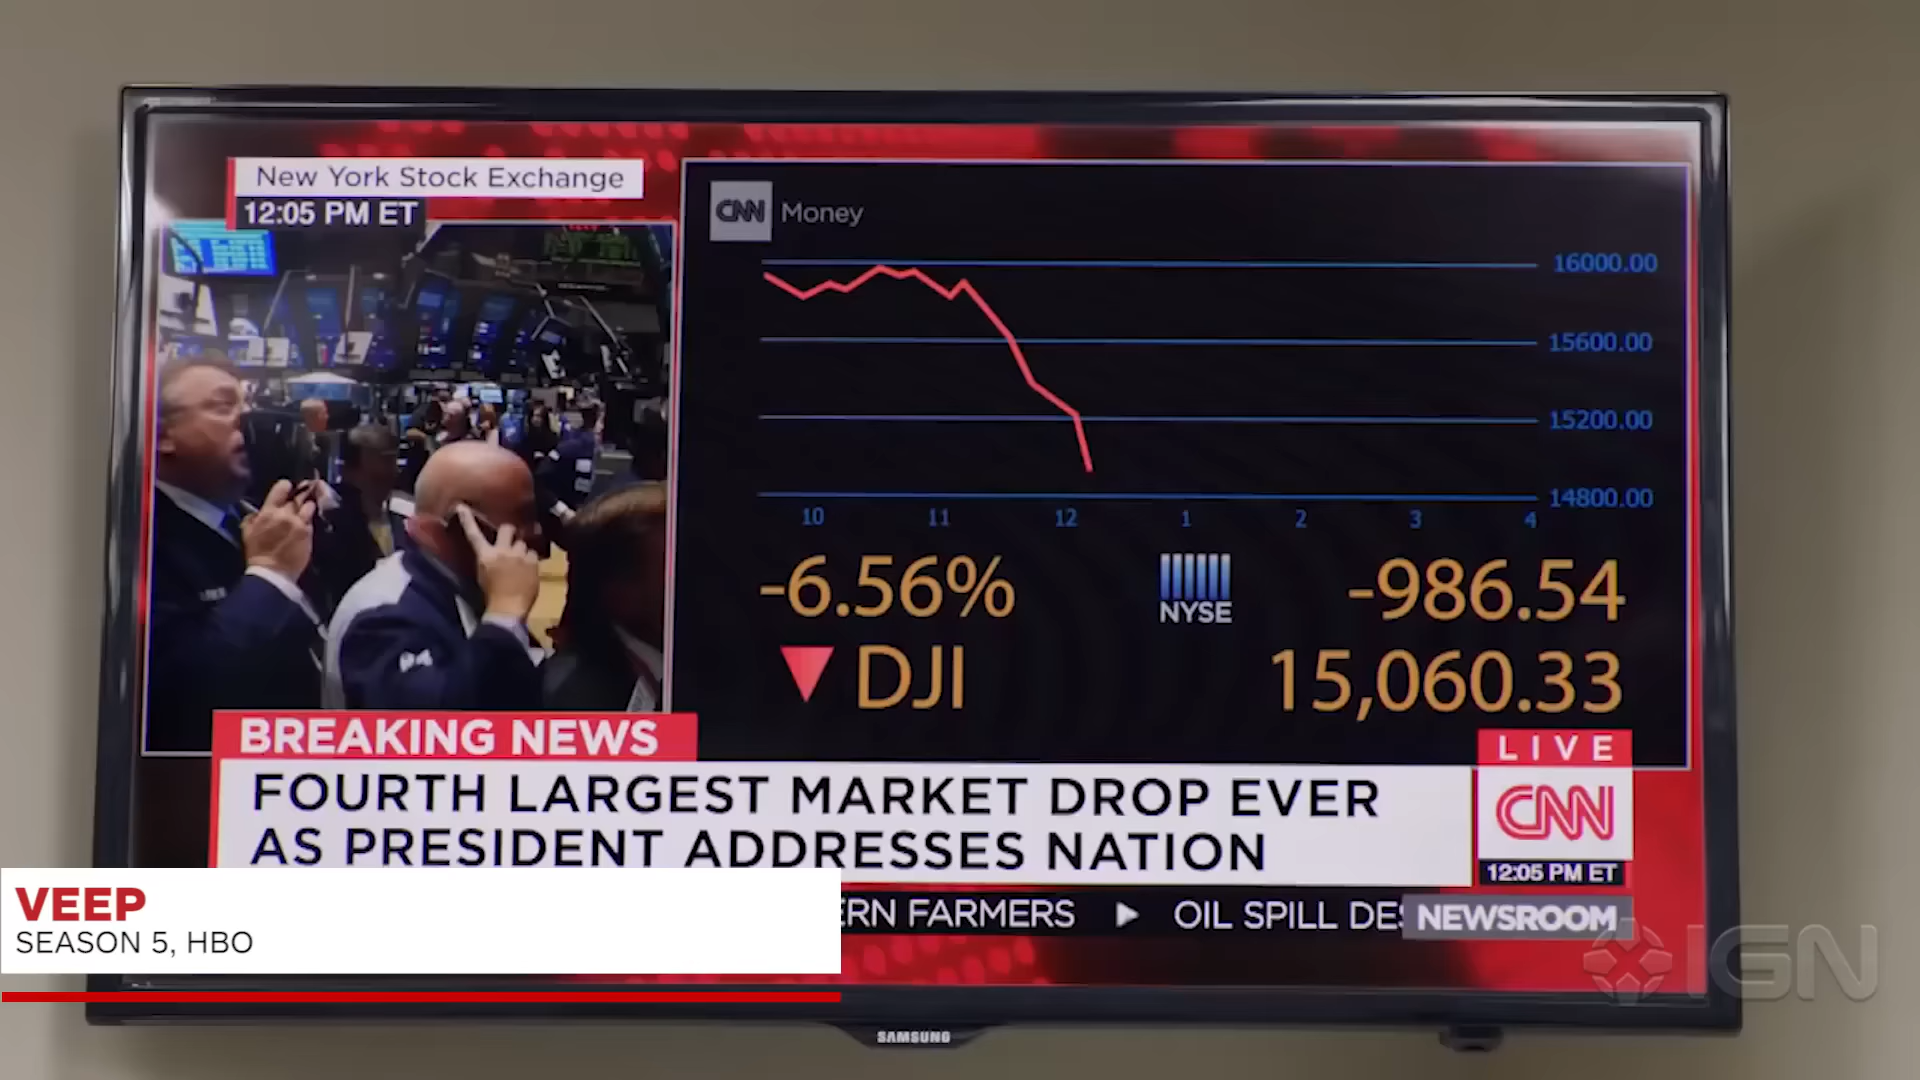 New York Stock Exchange
12:05 PM ET
CNN Money
16000.00
15600.00
15200.00
14800.00
10 11 12 1 2 3 4
-6.56% NYSE -986.54
DJI 15,060.33
P4
BREAKING NEWS
FOURTH LARGEST MARKET DROP EVER
AS PRESIDENT ADDRESSES NATION
LIVE
CNN
12:05 PM ET
ERN FARMERS OIL SPILL DES
NEWSROOM
VEEP
SEASON 5, HBO
IGN
SAMSUNG